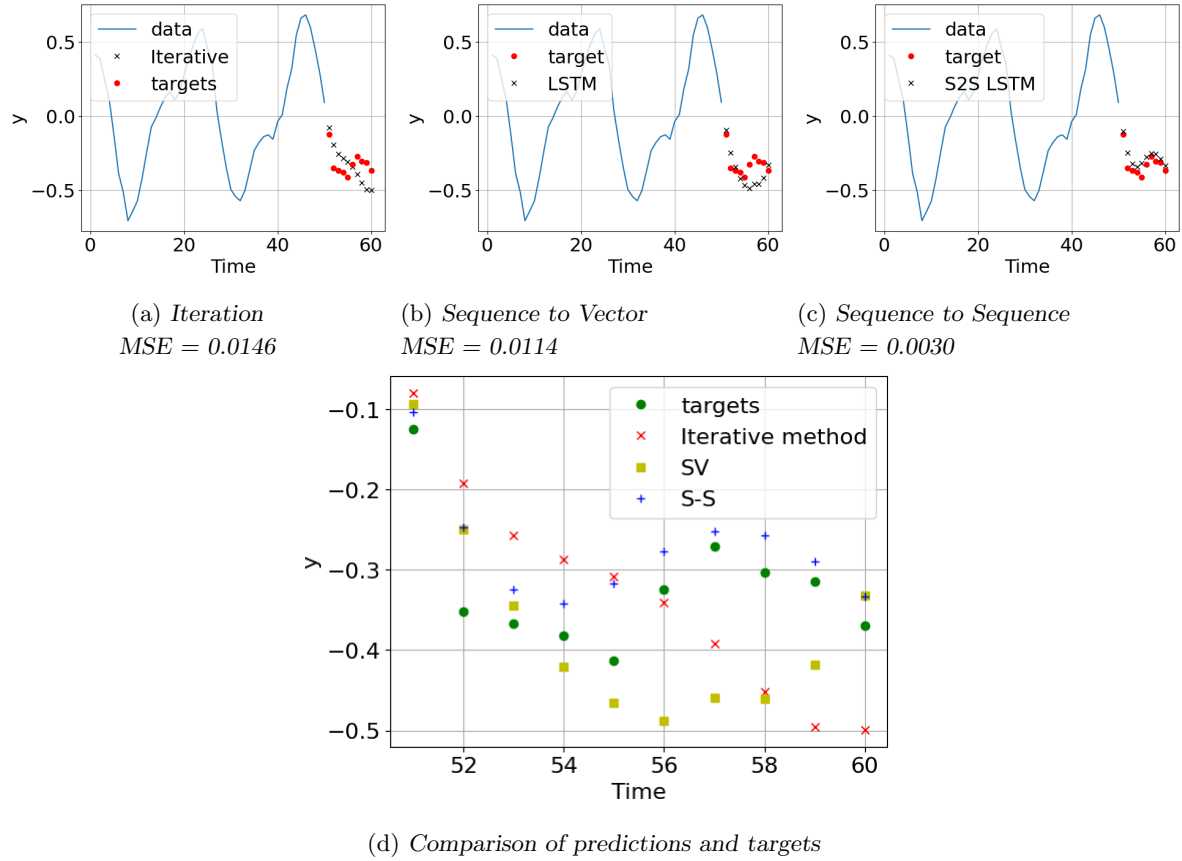 0.5
0.0
−0.5
y
data
Iterative
targets
0 20 40 60
Time
0.5
0.0
−0.5
y
data
target
LSTM
0 20 40 60
Time
0.5
0.0
−0.5
y
data
target
S2S LSTM
0 20 40 60
Time
(a) Iteration
MSE = 0.0146
(b) Sequence to Vector
MSE = 0.0114
(c) Sequence to Sequence
MSE = 0.0030
−0.1
−0.2
−0.3
−0.4
−0.5
y
targets
Iterative method
SV
S-S
52 54 56 58 60
Time
(d) Comparison of predictions and targets